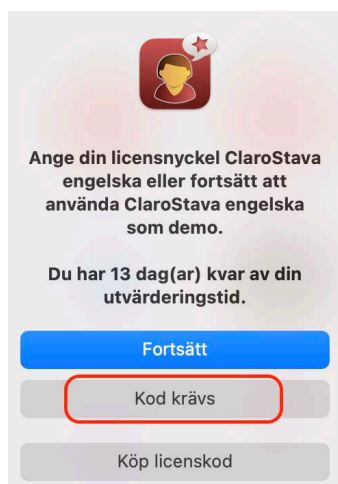 Ange din licensnyckel ClaroStava
engelska eller fortsätt att
använda ClaroStava engelska
som demo.
Du har 13 dag(ar) kvar av din
utvärderingstid.
Fortsätt
Kod krävs
Köp licenskod